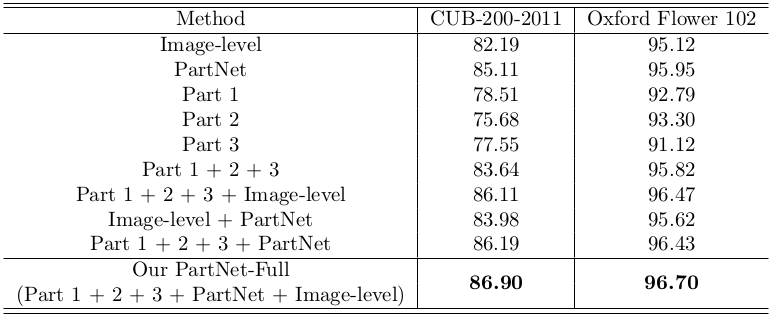 Method CUB-200-2011 Oxford Flower 102
Image-level 82.19 95.12
PartNet 85.11 95.95
Part 1 78.51 92.79
Part 2 75.68 93.30
Part 3 77.55 91.12
Part 1 + 2 + 3 83.64 95.82
Part 1 + 2 + 3 + Image-level 86.11 96.47
Image-level + PartNet 83.98 95.62
Part 1 + 2 + 3 + PartNet 86.19 96.43
Our PartNet-Full
(Part 1 + 2 + 3 + PartNet + Image-level) 86.90 96.70